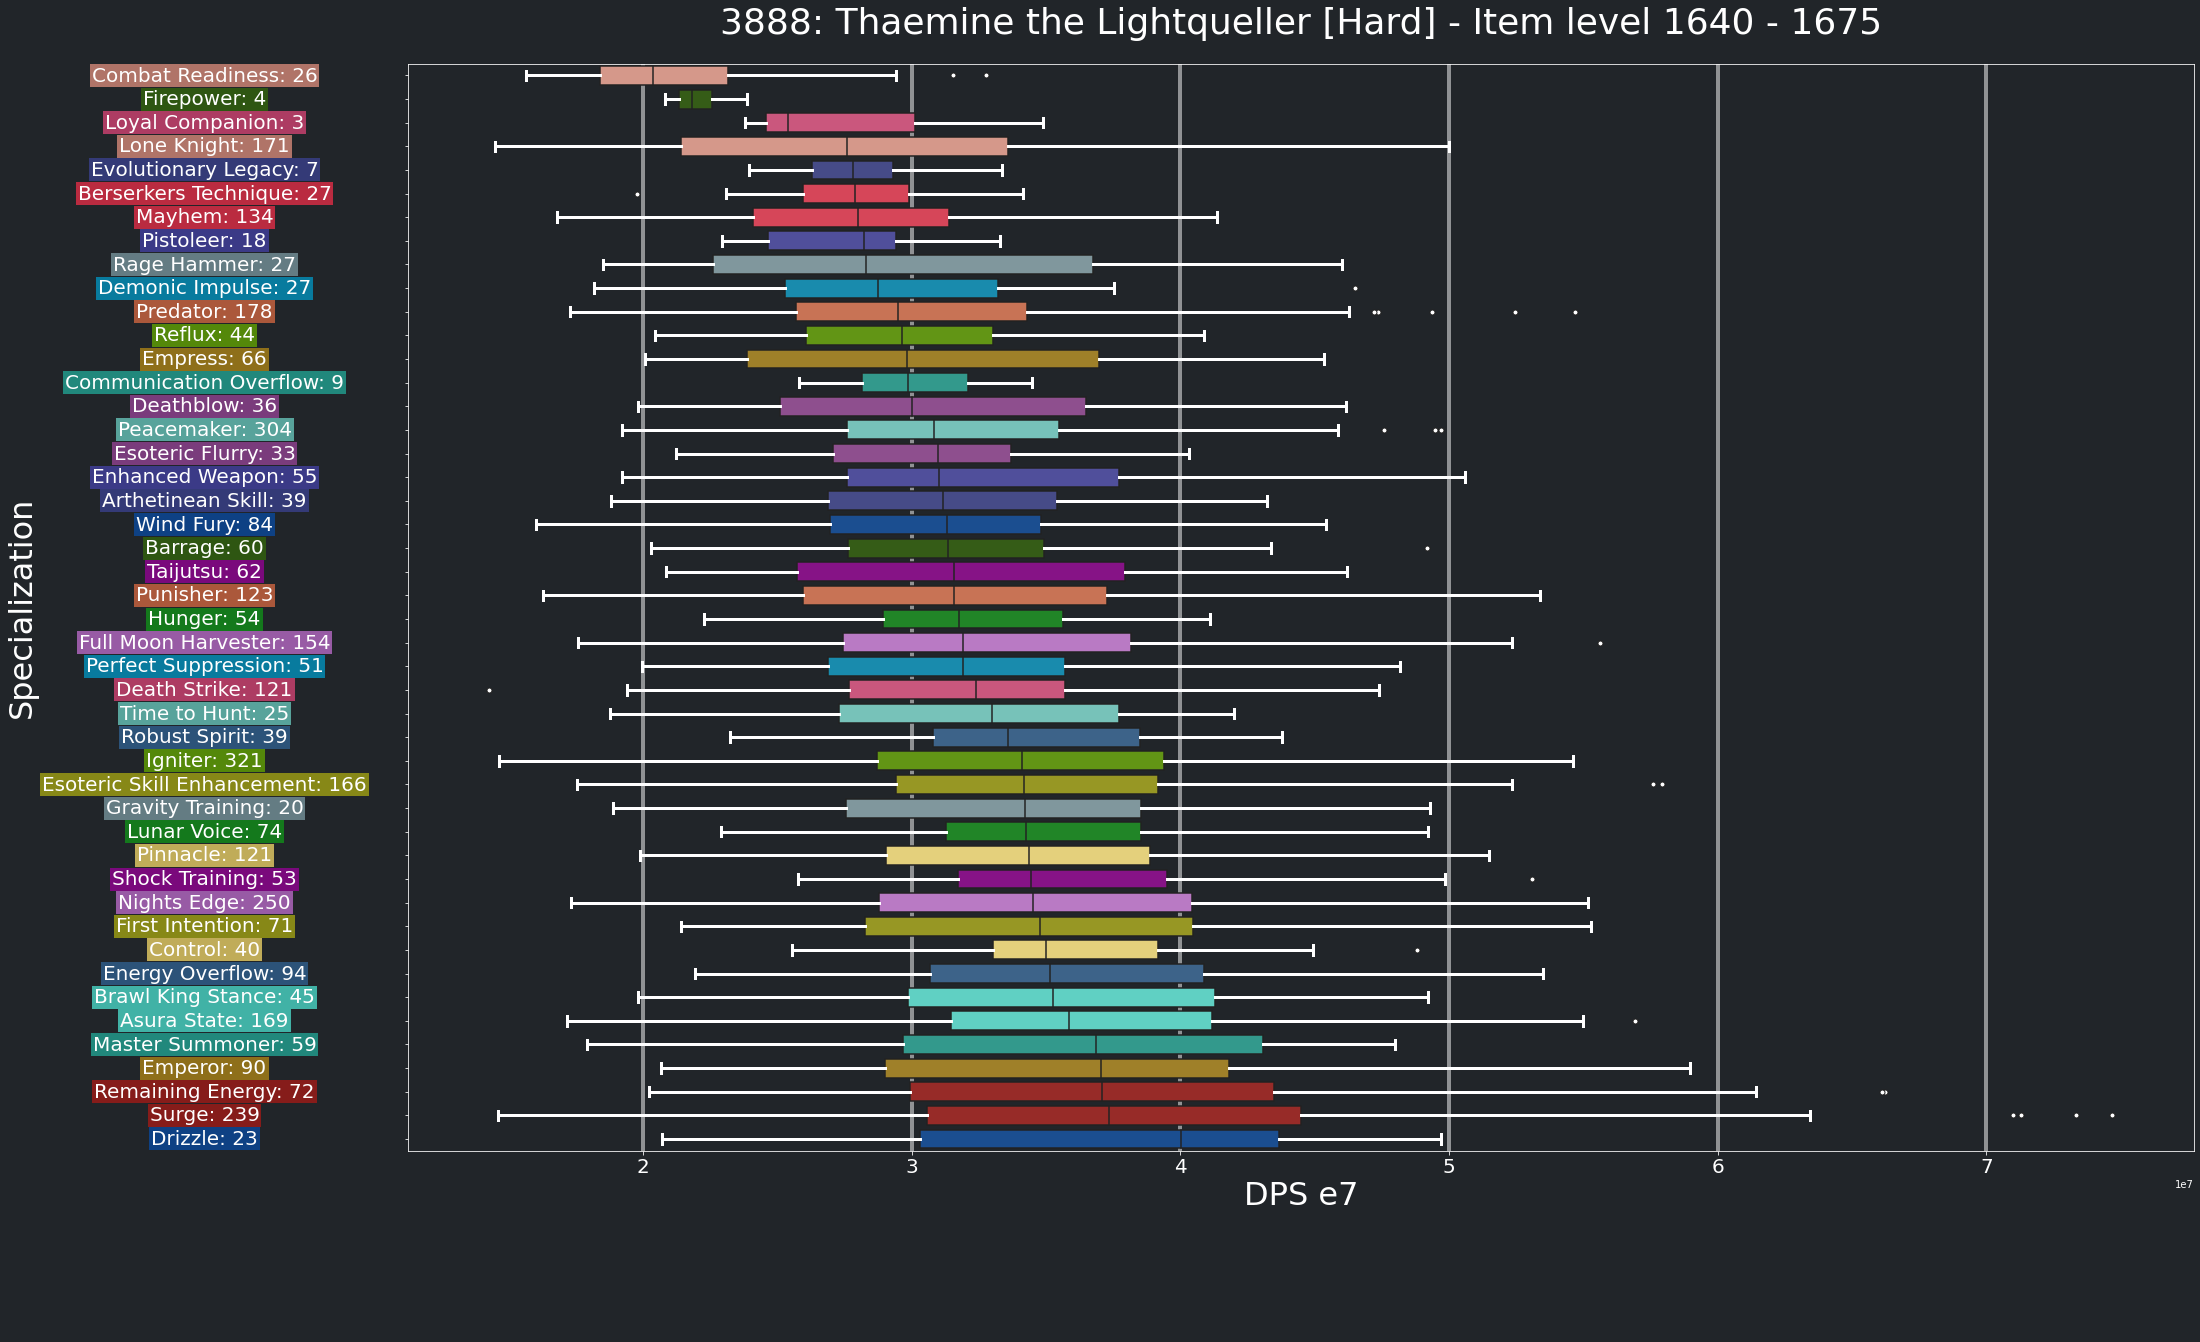 3888: Thaemine the Lightqueller [Hard] - Item level 1640 - 1675
Combat Readiness: 26
Firepower: 4
Loyal Companion: 3
Lone Knight: 171
Evolutionary Legacy: 7
Berserkers Technique: 27
Mayhem: 134
Pistoleer: 18
Rage Hammer: 27
Demonic Impulse: 27
Predator: 178
Reflux: 44
Empress: 66
Communication Overflow: 9
Deathblow: 36
Peacemaker: 304
Esoteric Flurry: 33
Enhanced Weapon: 55
Arthetinean Skill: 39
Wind Fury: 84
Barrage: 60
Taijutsu: 62
Punisher: 123
Hunger: 54
Full Moon Harvester: 154
Perfect Suppression: 51
Death Strike: 121
Time to Hunt: 25
Robust Spirit: 39
Igniter: 321
Esoteric Skill Enhancement: 166
Gravity Training: 20
Lunar Voice: 74
Pinnacle: 121
Shock Training: 53
Nights Edge: 250
First Intention: 71
Control: 40
Energy Overflow: 94
Brawl King Stance: 45
Asura State: 169
Master Summoner: 59
Emperor: 90
Remaining Energy: 72
Surge: 239
Drizzle: 23
Specialization
2 3 4 5 6 7
1e7
DPS e7